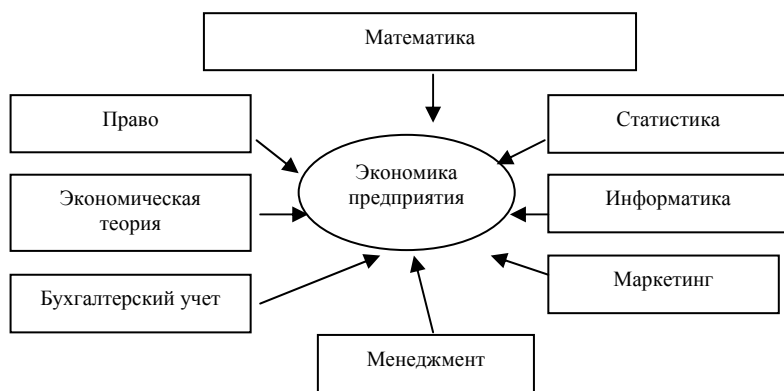 Математика
Право
Статистика
Экономика
предприятия
Экономическая
теория
Информатика
Бухгалтерский учет
Маркетинг
Менеджмент